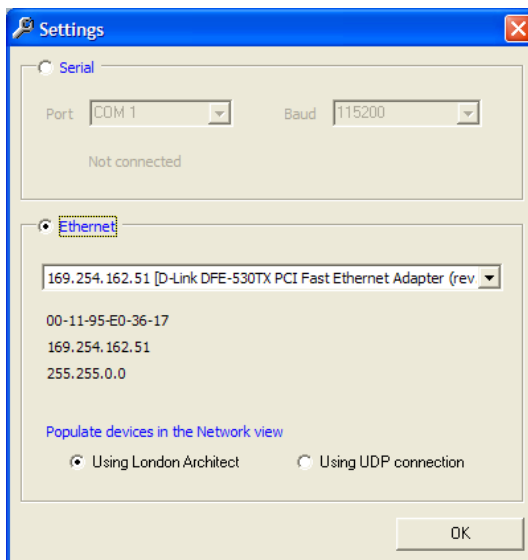 Settings
Serial
Port COM 1 Baud 115200
Not connected
Ethernet
169.254.162.51 [D-Link DFE-530TX PCI Fast Ethernet Adapter (rev
00-11-95-E0-36-17
169.254.162.51
255.255.0.0
Populate devices in the Network view
Using London Architect Using UDP connection
OK